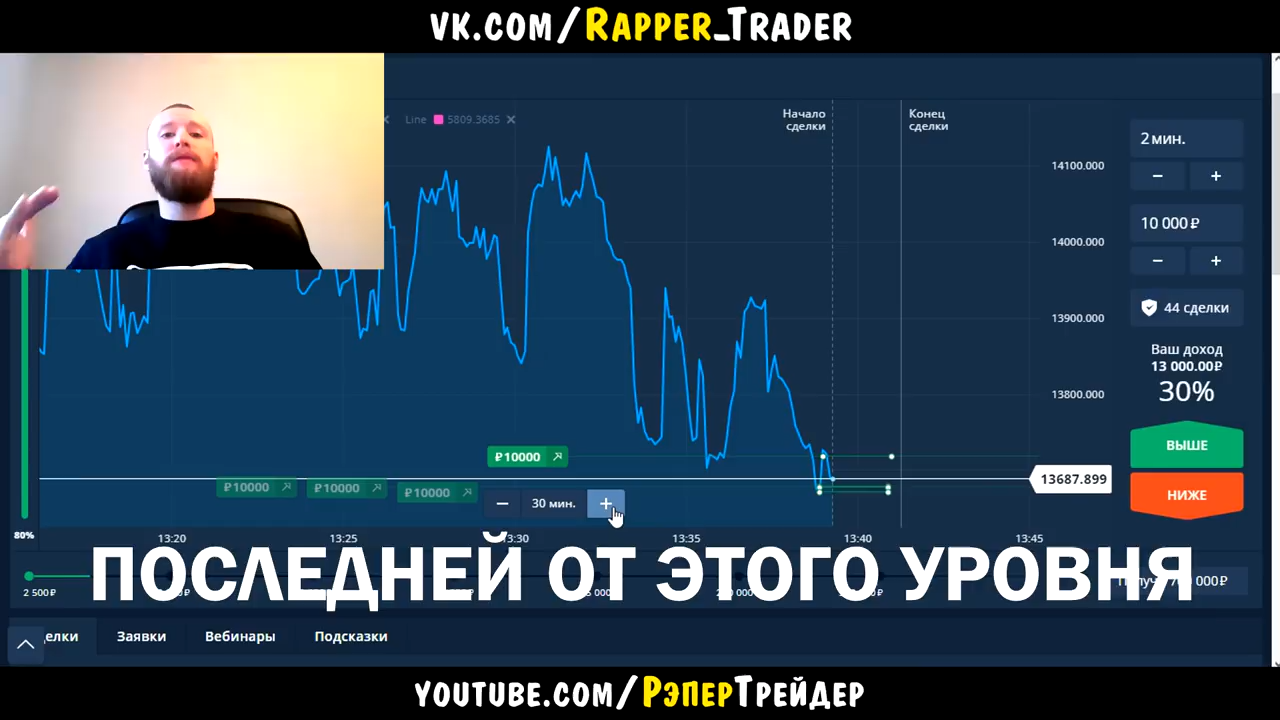 vk.com/Rapper_Trader
Line 5809.3685
Начало сделки
Конец сделки
14100.000
14000.000
13900.000
13800.000
13687.899
2 мин.
− +
10 000 ₽
− +
44 сделки
Ваш доход
13 000.00₽
30%
ВЫШЕ
НИЖЕ
₽10000
₽10000
₽10000
₽10000
− 30 мин. +
80%
13:20 13:25 13:30 13:35 13:40 13:45
ПОСЛЕДНЕЙ ОТ ЭТОГО УРОВНЯ
2 500₽
Заявки Вебинары Подсказки
youtube.com/РэперТрейдер